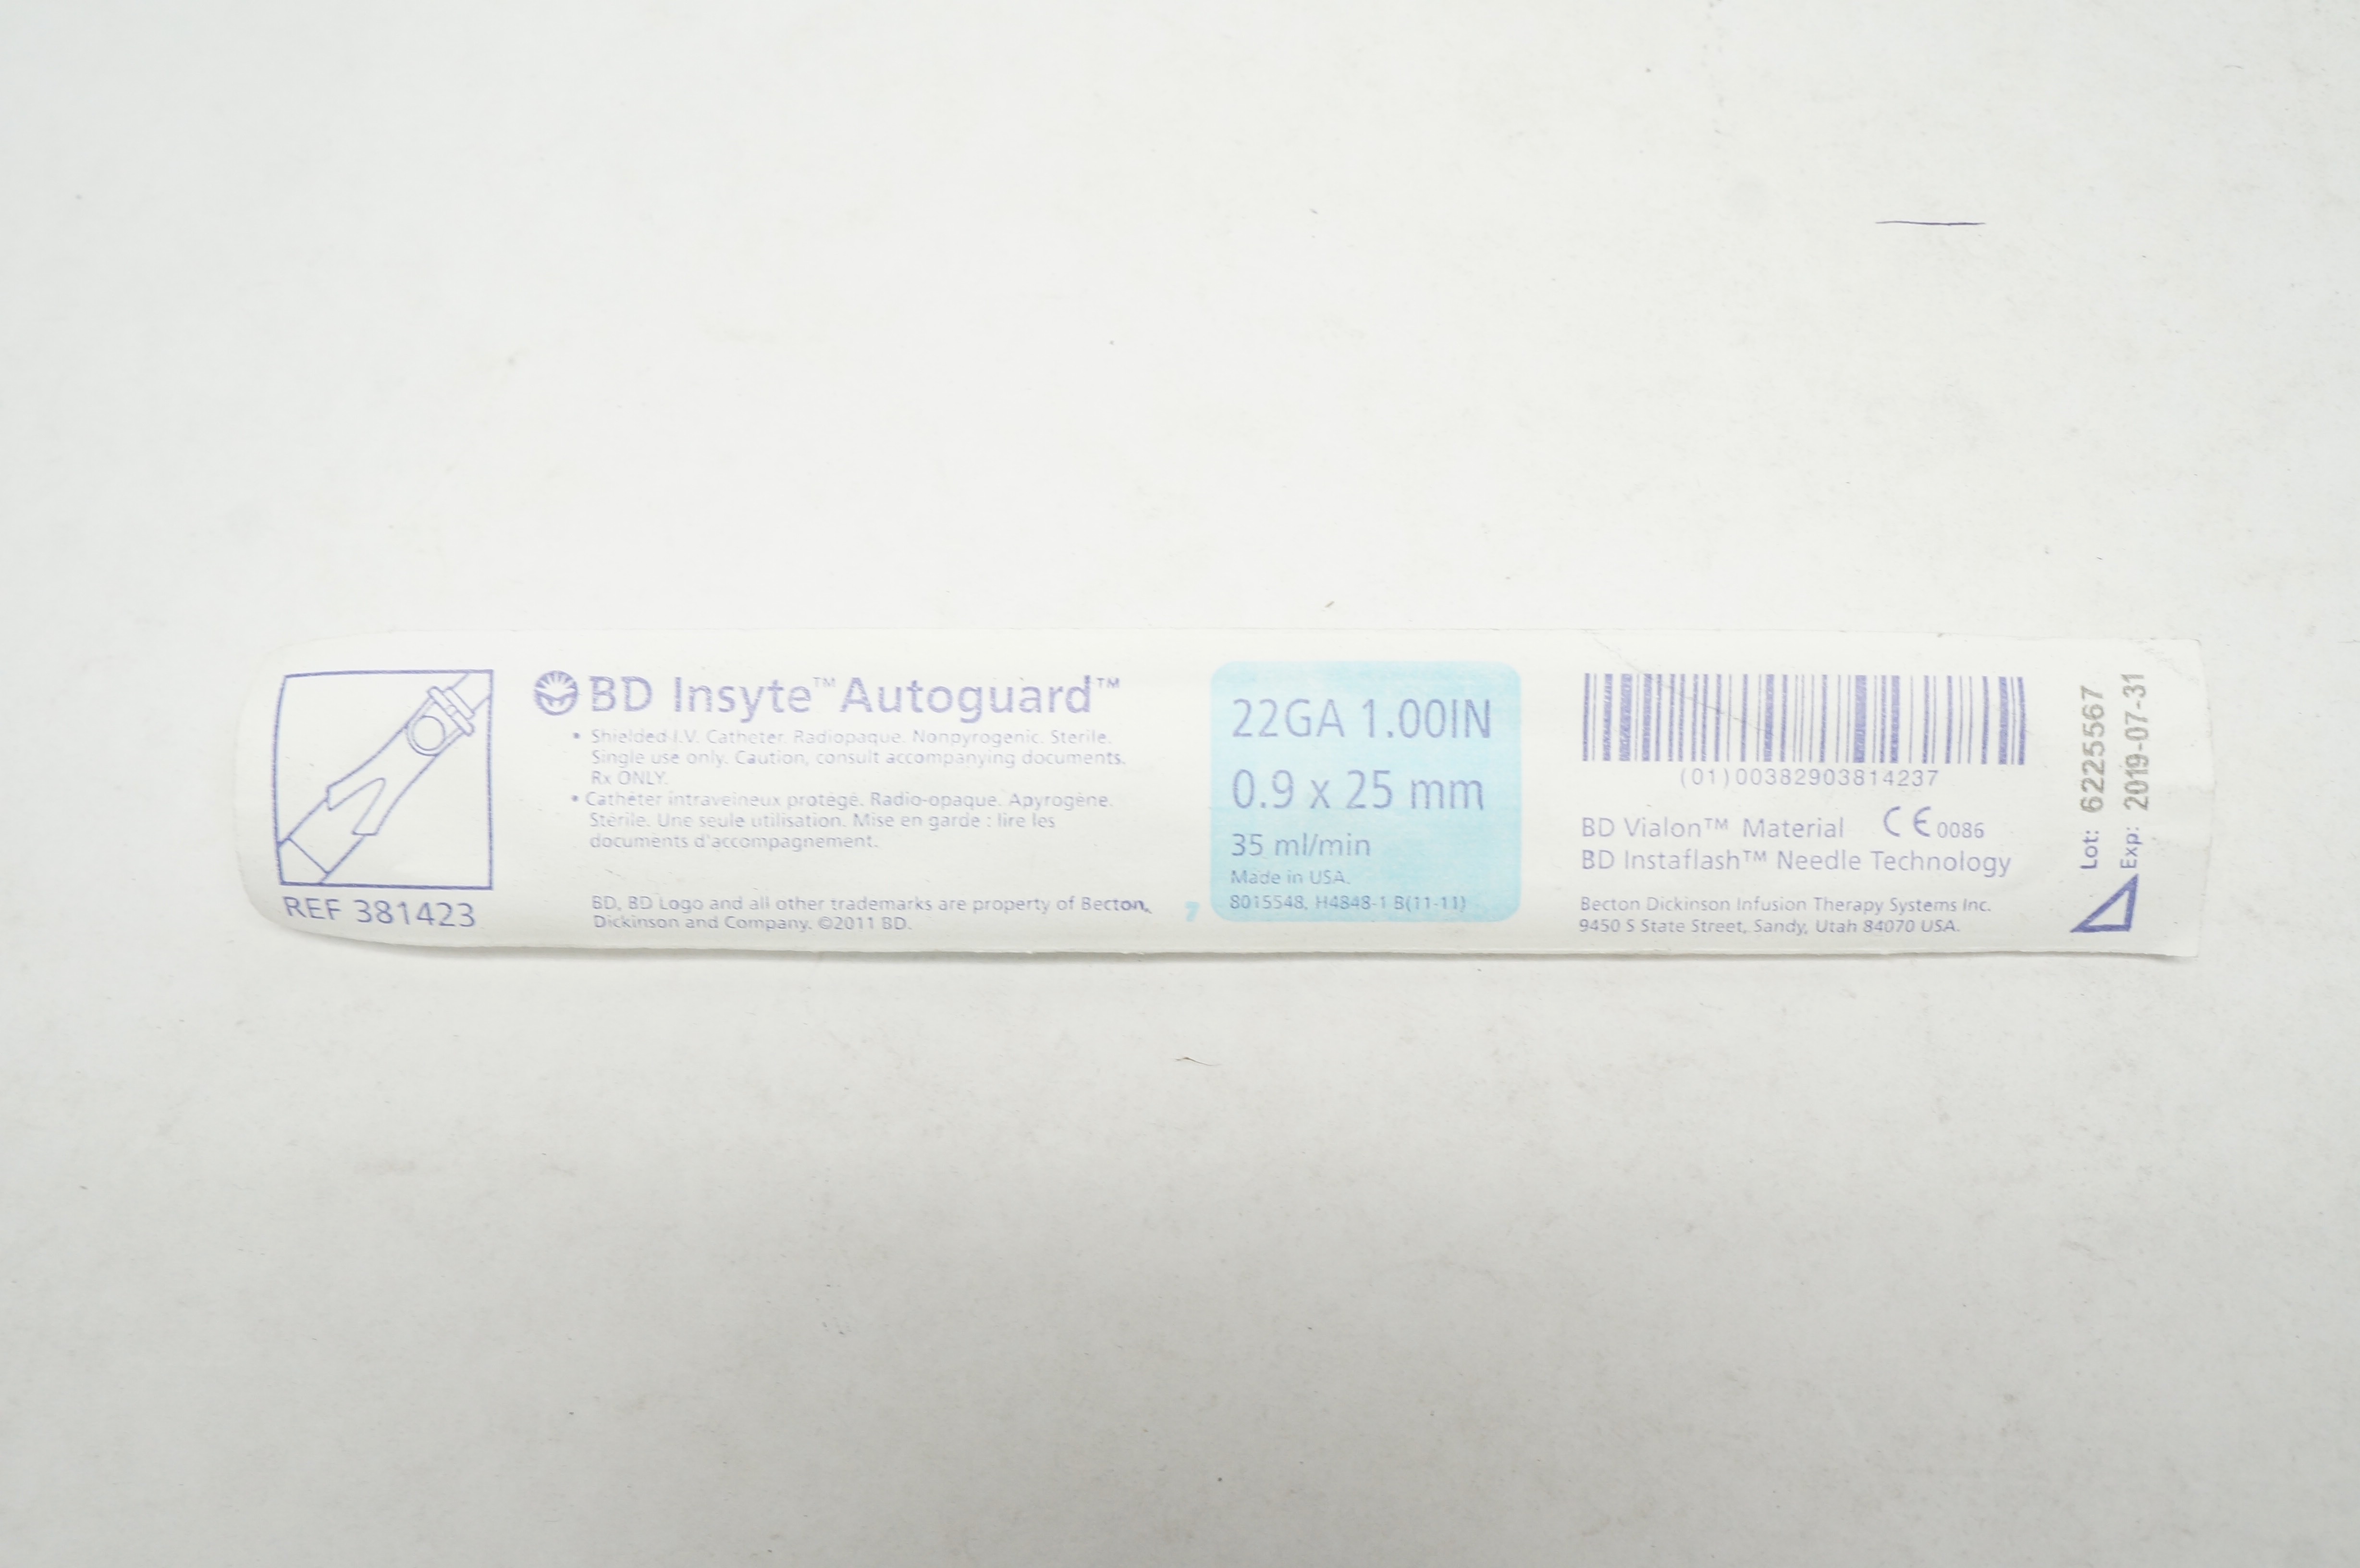 BD Insyte™ Autoguard™
• Shielded I.V. Catheter. Radiopaque. Nonpyrogenic. Sterile.
Single use only. Caution, consult accompanying documents.
Rx ONLY.
• Cathéter intraveineux protégé. Radio-opaque. Apyrogène.
Stérile. Une seule utilisation. Mise en garde : lire les
documents d'accompagnement.
BD, BD Logo and all other trademarks are property of Becton,
Dickinson and Company. ©2011 BD.
REF 381423
7
22GA 1.00IN
0.9 x 25 mm
35 ml/min
Made in USA.
8015548, H4848-1 B(11-11)
(01)00382903814237
BD Vialon™ Material CE 0086
BD Instaflash™ Needle Technology
Becton Dickinson Infusion Therapy Systems Inc.
9450 S State Street, Sandy, Utah 84070 USA.
Lot: 6225567
Exp: 2019-07-31